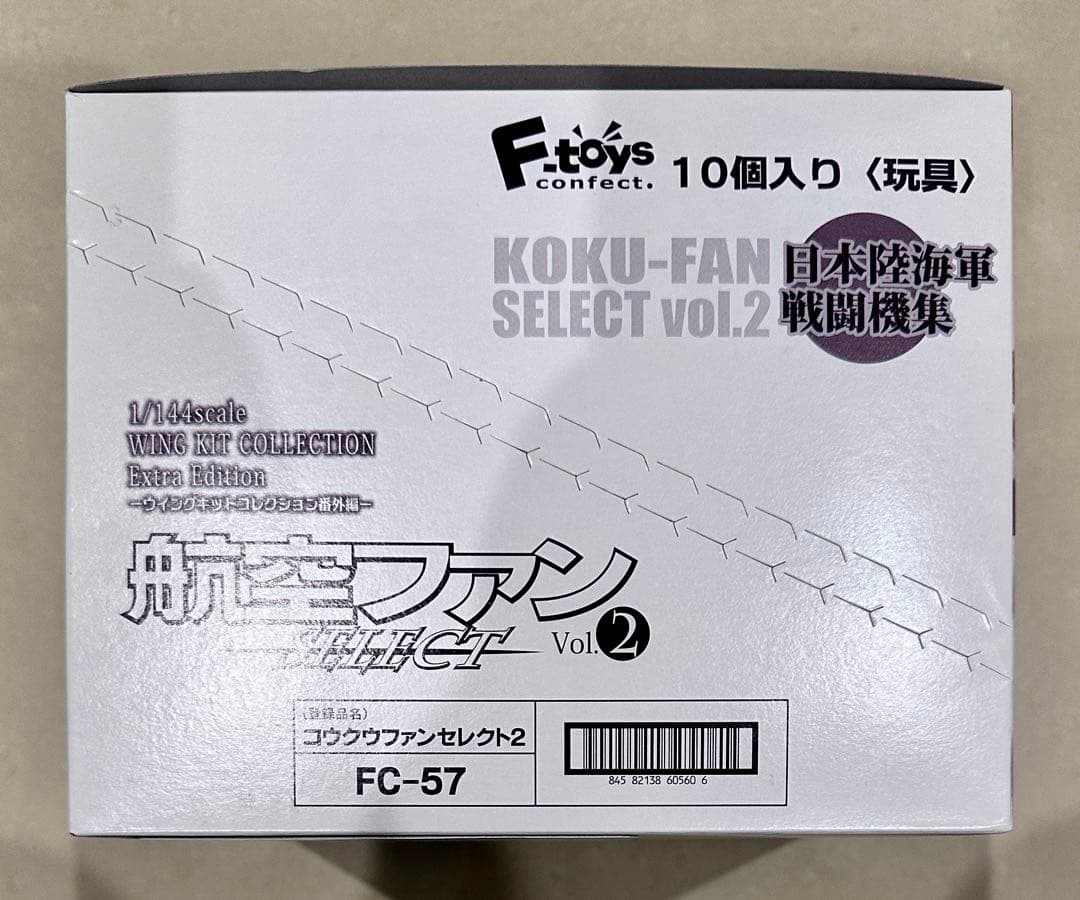 F-toys
confect.
10個入り〈玩具〉
KOKU-FAN
SELECT vol.2
日本陸海軍
戦闘機集
1/144scale
WING KIT COLLECTION
Extra Edition
ーウイングキットコレクション番外編ー
航空ファン
SELECT Vol.2
(登録品名)
コウクウファンセレクト2
FC-57
845 82138 60560 6